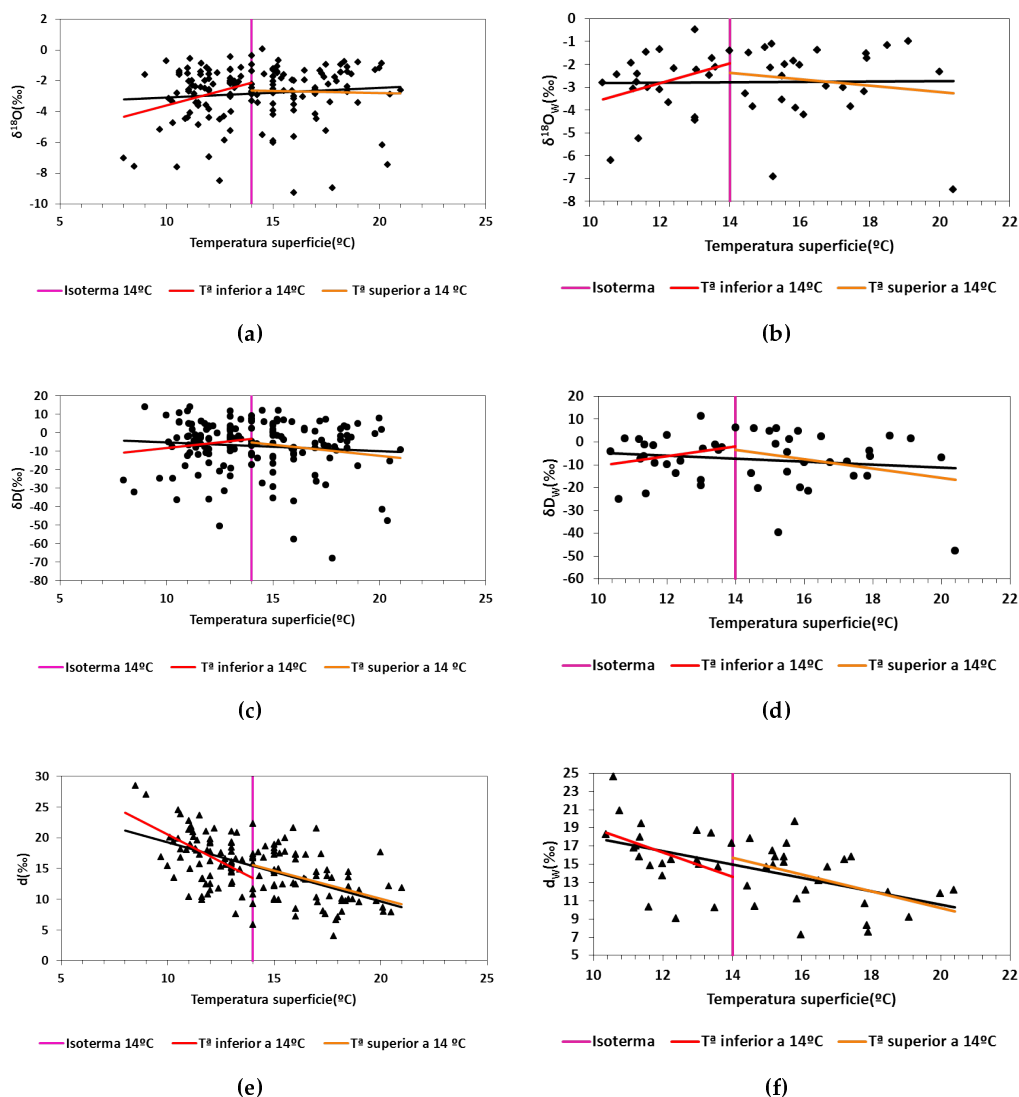 2
0
-2
-4
-6
-8
-10
5 10 15 20 25
δ¹⁸O(‰)
Temperatura superficie(ºC)
Isoterma 14ºC Tª inferior a 14ºC Tª superior a 14 ºC
(a)
0
-1
-2
-3
-4
-5
-6
-7
-8
10 12 14 16 18 20 22
δ¹⁸O_W(‰)
Temperatura superficie(ºC)
Isoterma Tª inferior a 14ºC Tª superior a 14ºC
(b)
20
10
0
-10
-20
-30
-40
-50
-60
-70
-80
5 10 15 20 25
δD(‰)
Temperatura superficie(ºC)
Isoterma 14ºC Tª inferior a 14ºC Tª superior a 14 ºC
(c)
20
10
0
-10
-20
-30
-40
-50
-60
10 12 14 16 18 20 22
δD_W(‰)
Temperatura superficie(ºC)
Isoterma Tª inferior a 14ºC Tª superior a 14ºC
(d)
30
25
20
15
10
5
0
5 10 15 20 25
d(‰)
Temperatura superficie(ºC)
Isoterma 14ºC Tª inferior a 14ºC Tª superior a 14 ºC
(e)
25
23
21
19
17
15
13
11
9
7
5
10 12 14 16 18 20 22
d_W(‰)
Temperatura superficie(ºC)
Isoterma Tª inferior a 14ºC Tª superior a 14ºC
(f)